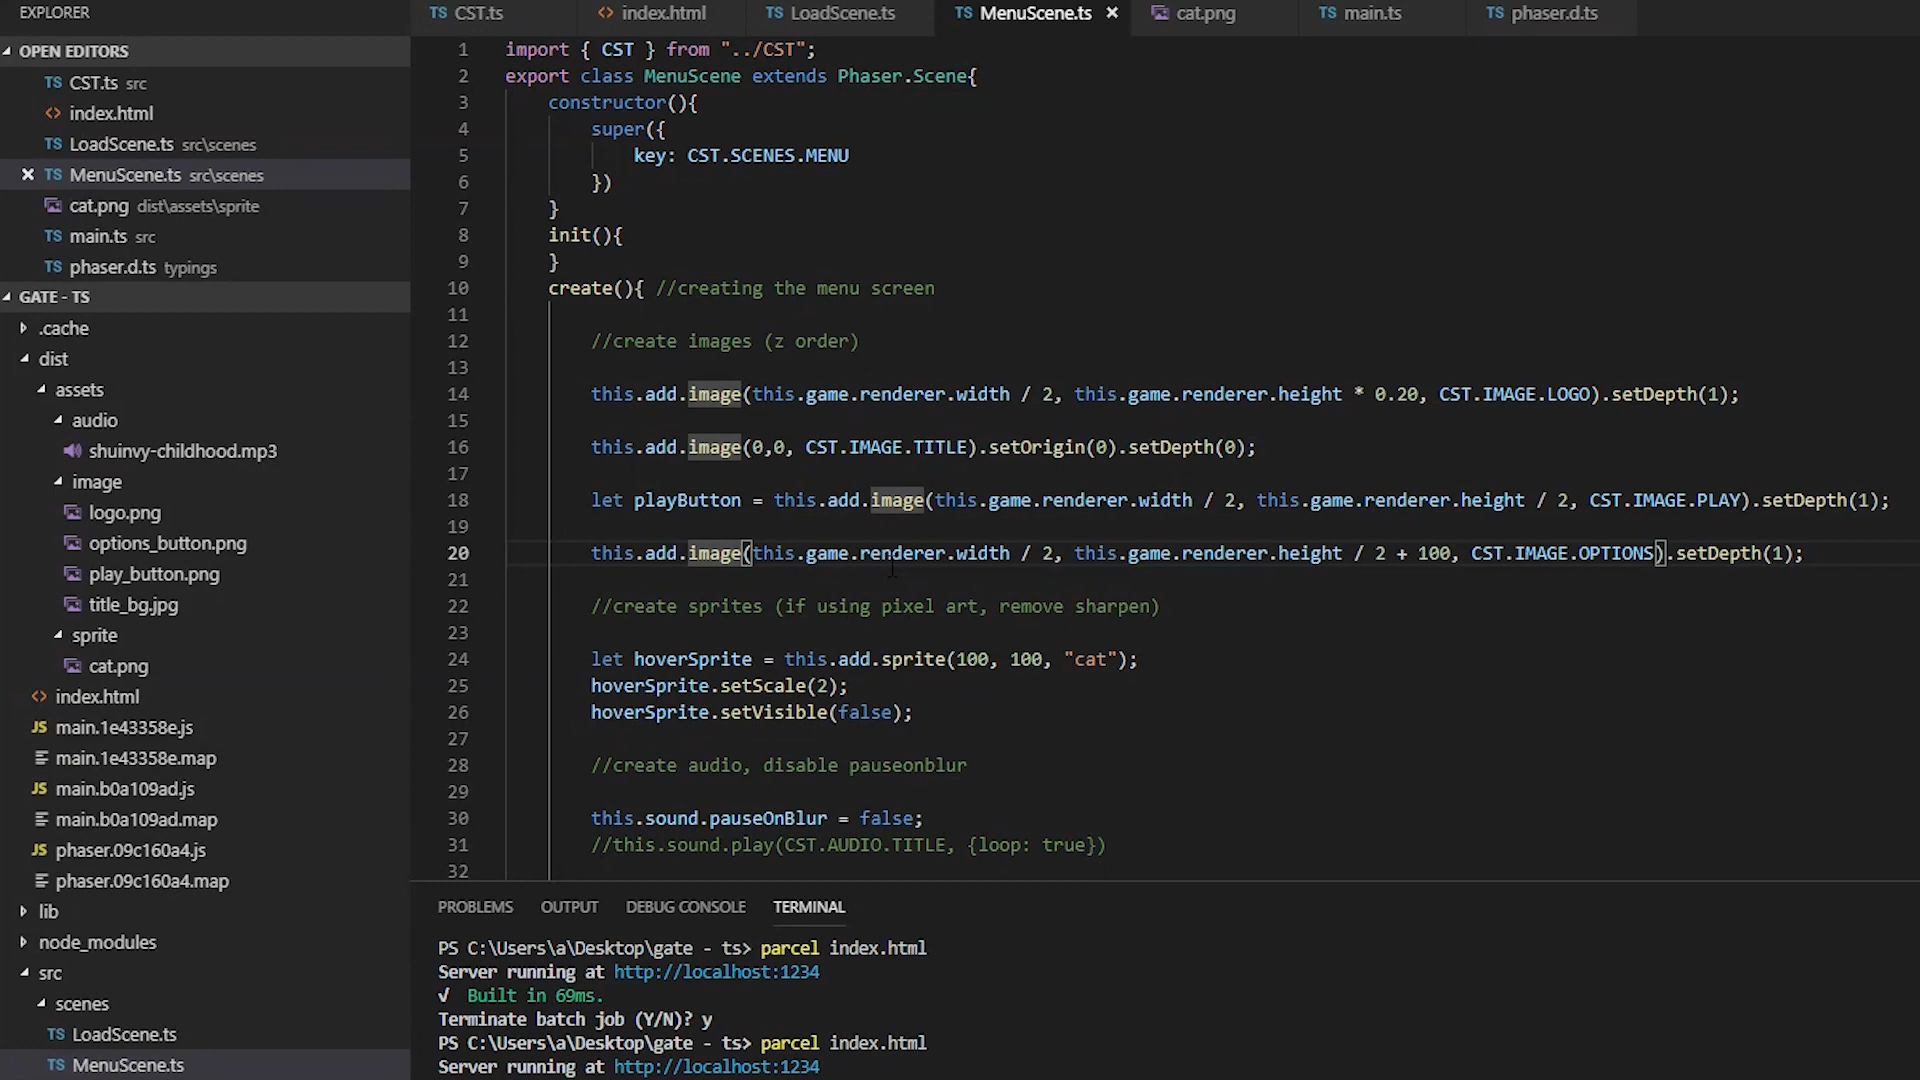 EXPLORER
OPEN EDITORS
TS CST.ts src
<> index.html
TS LoadScene.ts src\scenes
× TS MenuScene.ts src\scenes
cat.png dist\assets\sprite
TS main.ts src
TS phaser.d.ts typings
GATE - TS
.cache
dist
assets
audio
shuinvy-childhood.mp3
image
logo.png
options_button.png
play_button.png
title_bg.jpg
sprite
cat.png
<> index.html
JS main.1e43358e.js
main.1e43358e.map
JS main.b0a109ad.js
main.b0a109ad.map
JS phaser.09c160a4.js
phaser.09c160a4.map
lib
node_modules
src
scenes
TS LoadScene.ts
TS MenuScene.ts
TS CST.ts <> index.html TS LoadScene.ts TS MenuScene.ts × cat.png TS main.ts TS phaser.d.ts
1 import { CST } from "../CST";
2 export class MenuScene extends Phaser.Scene{
3 constructor(){
4 super({
5 key: CST.SCENES.MENU
6 })
7 }
8 init(){
9 }
10 create(){ //creating the menu screen
11
12 //create images (z order)
13
14 this.add.image(this.game.renderer.width / 2, this.game.renderer.height * 0.20, CST.IMAGE.LOGO).setDepth(1);
15
16 this.add.image(0,0, CST.IMAGE.TITLE).setOrigin(0).setDepth(0);
17
18 let playButton = this.add.image(this.game.renderer.width / 2, this.game.renderer.height / 2, CST.IMAGE.PLAY).setDepth(1);
19
20 this.add.image(this.game.renderer.width / 2, this.game.renderer.height / 2 + 100, CST.IMAGE.OPTIONS).setDepth(1);
21
22 //create sprites (if using pixel art, remove sharpen)
23
24 let hoverSprite = this.add.sprite(100, 100, "cat");
25 hoverSprite.setScale(2);
26 hoverSprite.setVisible(false);
27
28 //create audio, disable pauseonblur
29
30 this.sound.pauseOnBlur = false;
31 //this.sound.play(CST.AUDIO.TITLE, {loop: true})
32
PROBLEMS OUTPUT DEBUG CONSOLE TERMINAL
PS C:\Users\a\Desktop\gate - ts> parcel index.html
Server running at http://localhost:1234
√ Built in 69ms.
Terminate batch job (Y/N)? y
PS C:\Users\a\Desktop\gate - ts> parcel index.html
Server running at http://localhost:1234